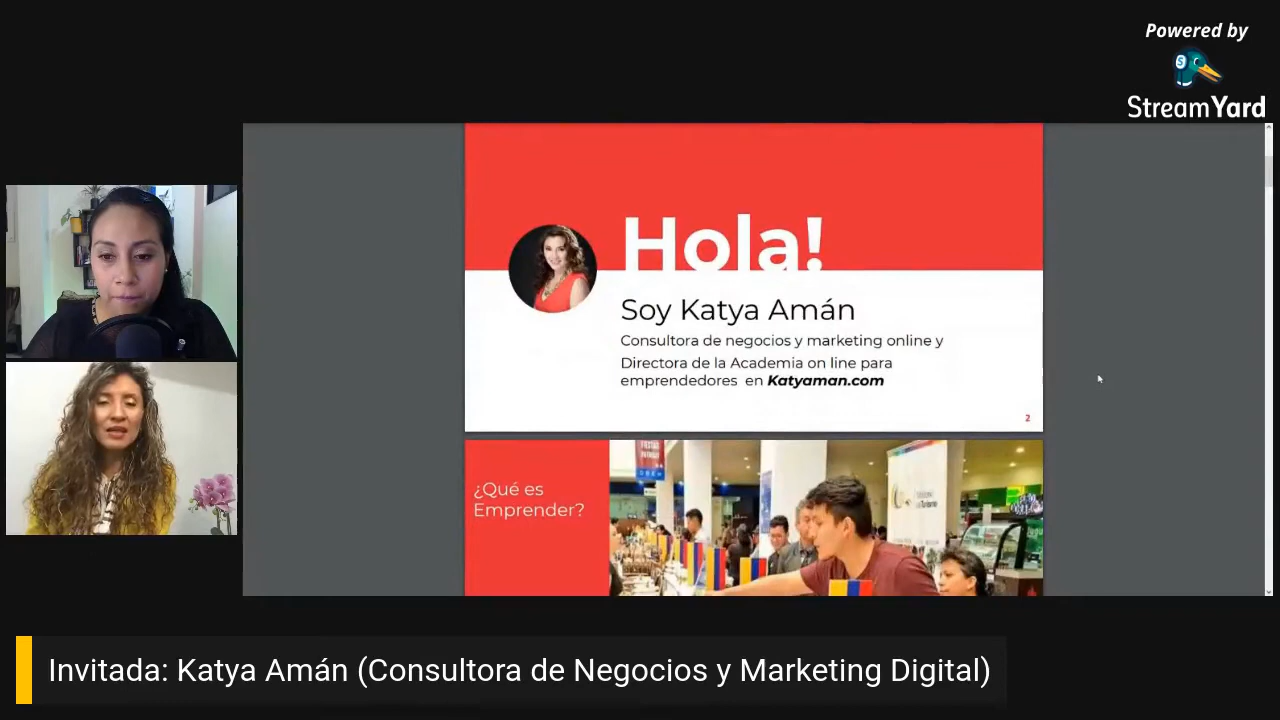 Powered by
StreamYard
Hola!
Soy Katya Amán
Consultora de negocios y marketing online y
Directora de la Academia on line para
emprendedores en Katyaman.com
2
¿Qué es
Emprender?
Invitada: Katya Amán (Consultora de Negocios y Marketing Digital)